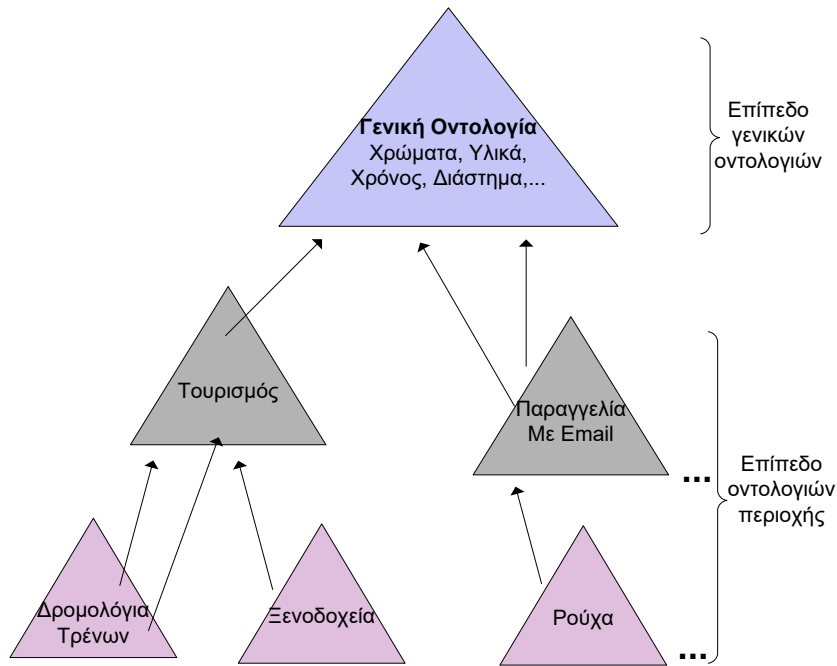 Γενική Οντολογία
Χρώματα, Υλικά,
Χρόνος, Διάστημα,...
Επίπεδο
γενικών
οντολογιών
Τουρισμός
Παραγγελία
Με Email
...
Επίπεδο
οντολογιών
περιοχής
Δρομολόγια
Τρένων
Ξενοδοχεία
Ρούχα
...